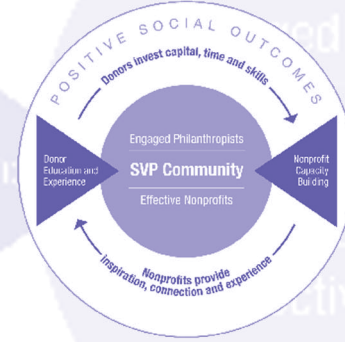 POSITIVE SOCIAL OUTCOMES
Donors invest capital, time and skills
Engaged Philanthropists
Donor
Education and
Experience
SVP Community
Nonprofit
Capacity
Building
Effective Nonprofits
Nonprofits provide
inspiration, connection and experience